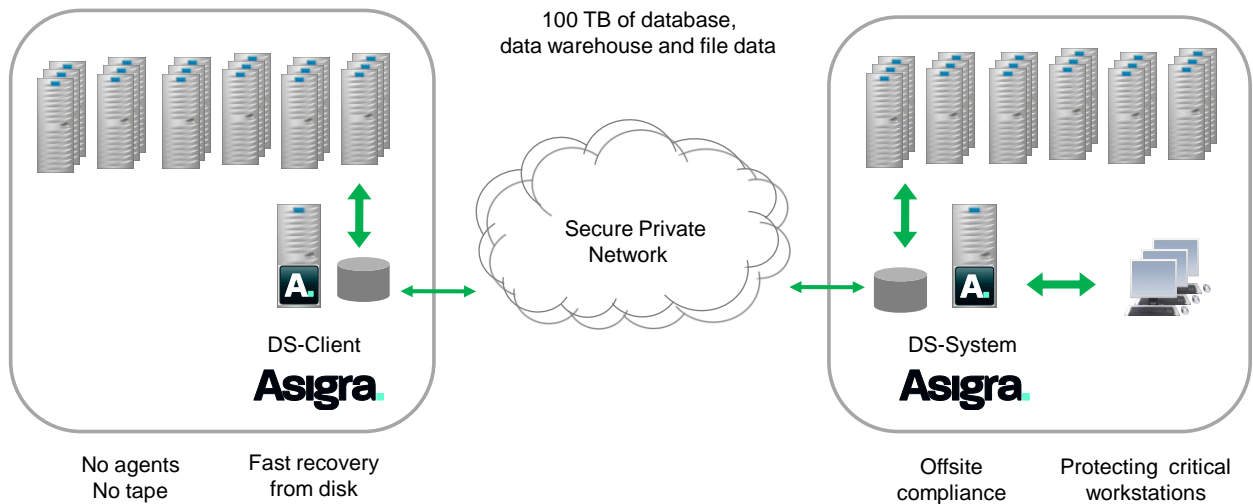 100 TB of database,
data warehouse and file data
Secure Private
Network
A.
DS-Client
Asigra.
A.
DS-System
Asigra.
No agents
No tape
Fast recovery
from disk
Offsite
compliance
Protecting critical
workstations